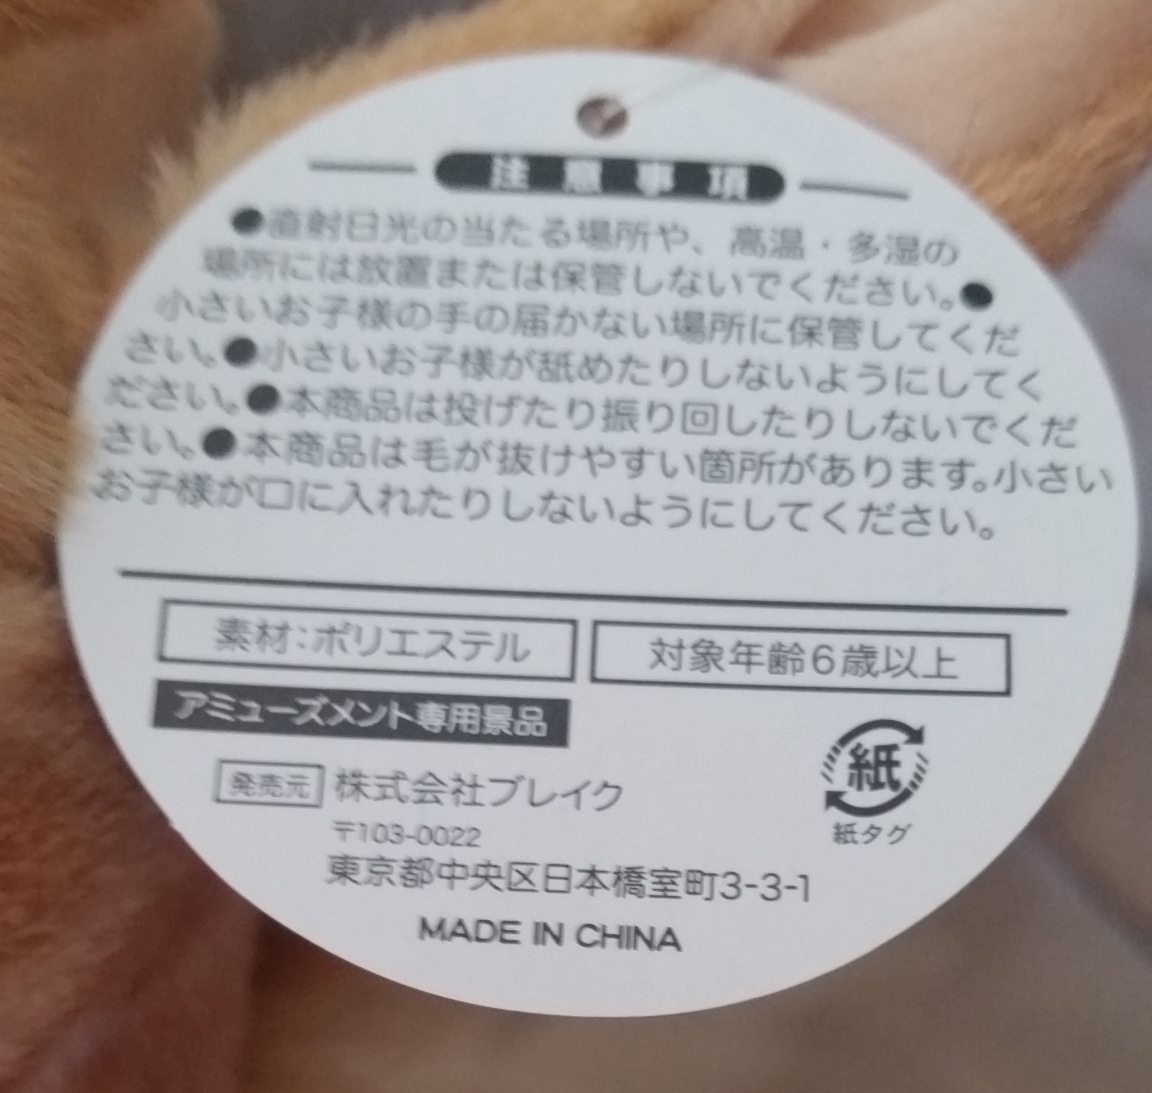 注意事項
●直射日光の当たる場所や、高温・多湿の
場所には放置または保管しないでください。●
小さいお子様の手の届かない場所に保管してくだ
さい。●小さいお子様が舐めたりしないようにしてく
ださい。●本商品は投げたり振り回したりしないでくだ
さい。●本商品は毛が抜けやすい箇所があります。小さい
お子様が口に入れたりしないようにしてください。
素材:ポリエステル
対象年齢6歳以上
アミューズメント専用景品
発売元 株式会社ブレイク
〒103-0022
東京都中央区日本橋室町3-3-1
MADE IN CHINA
紙
紙タグ